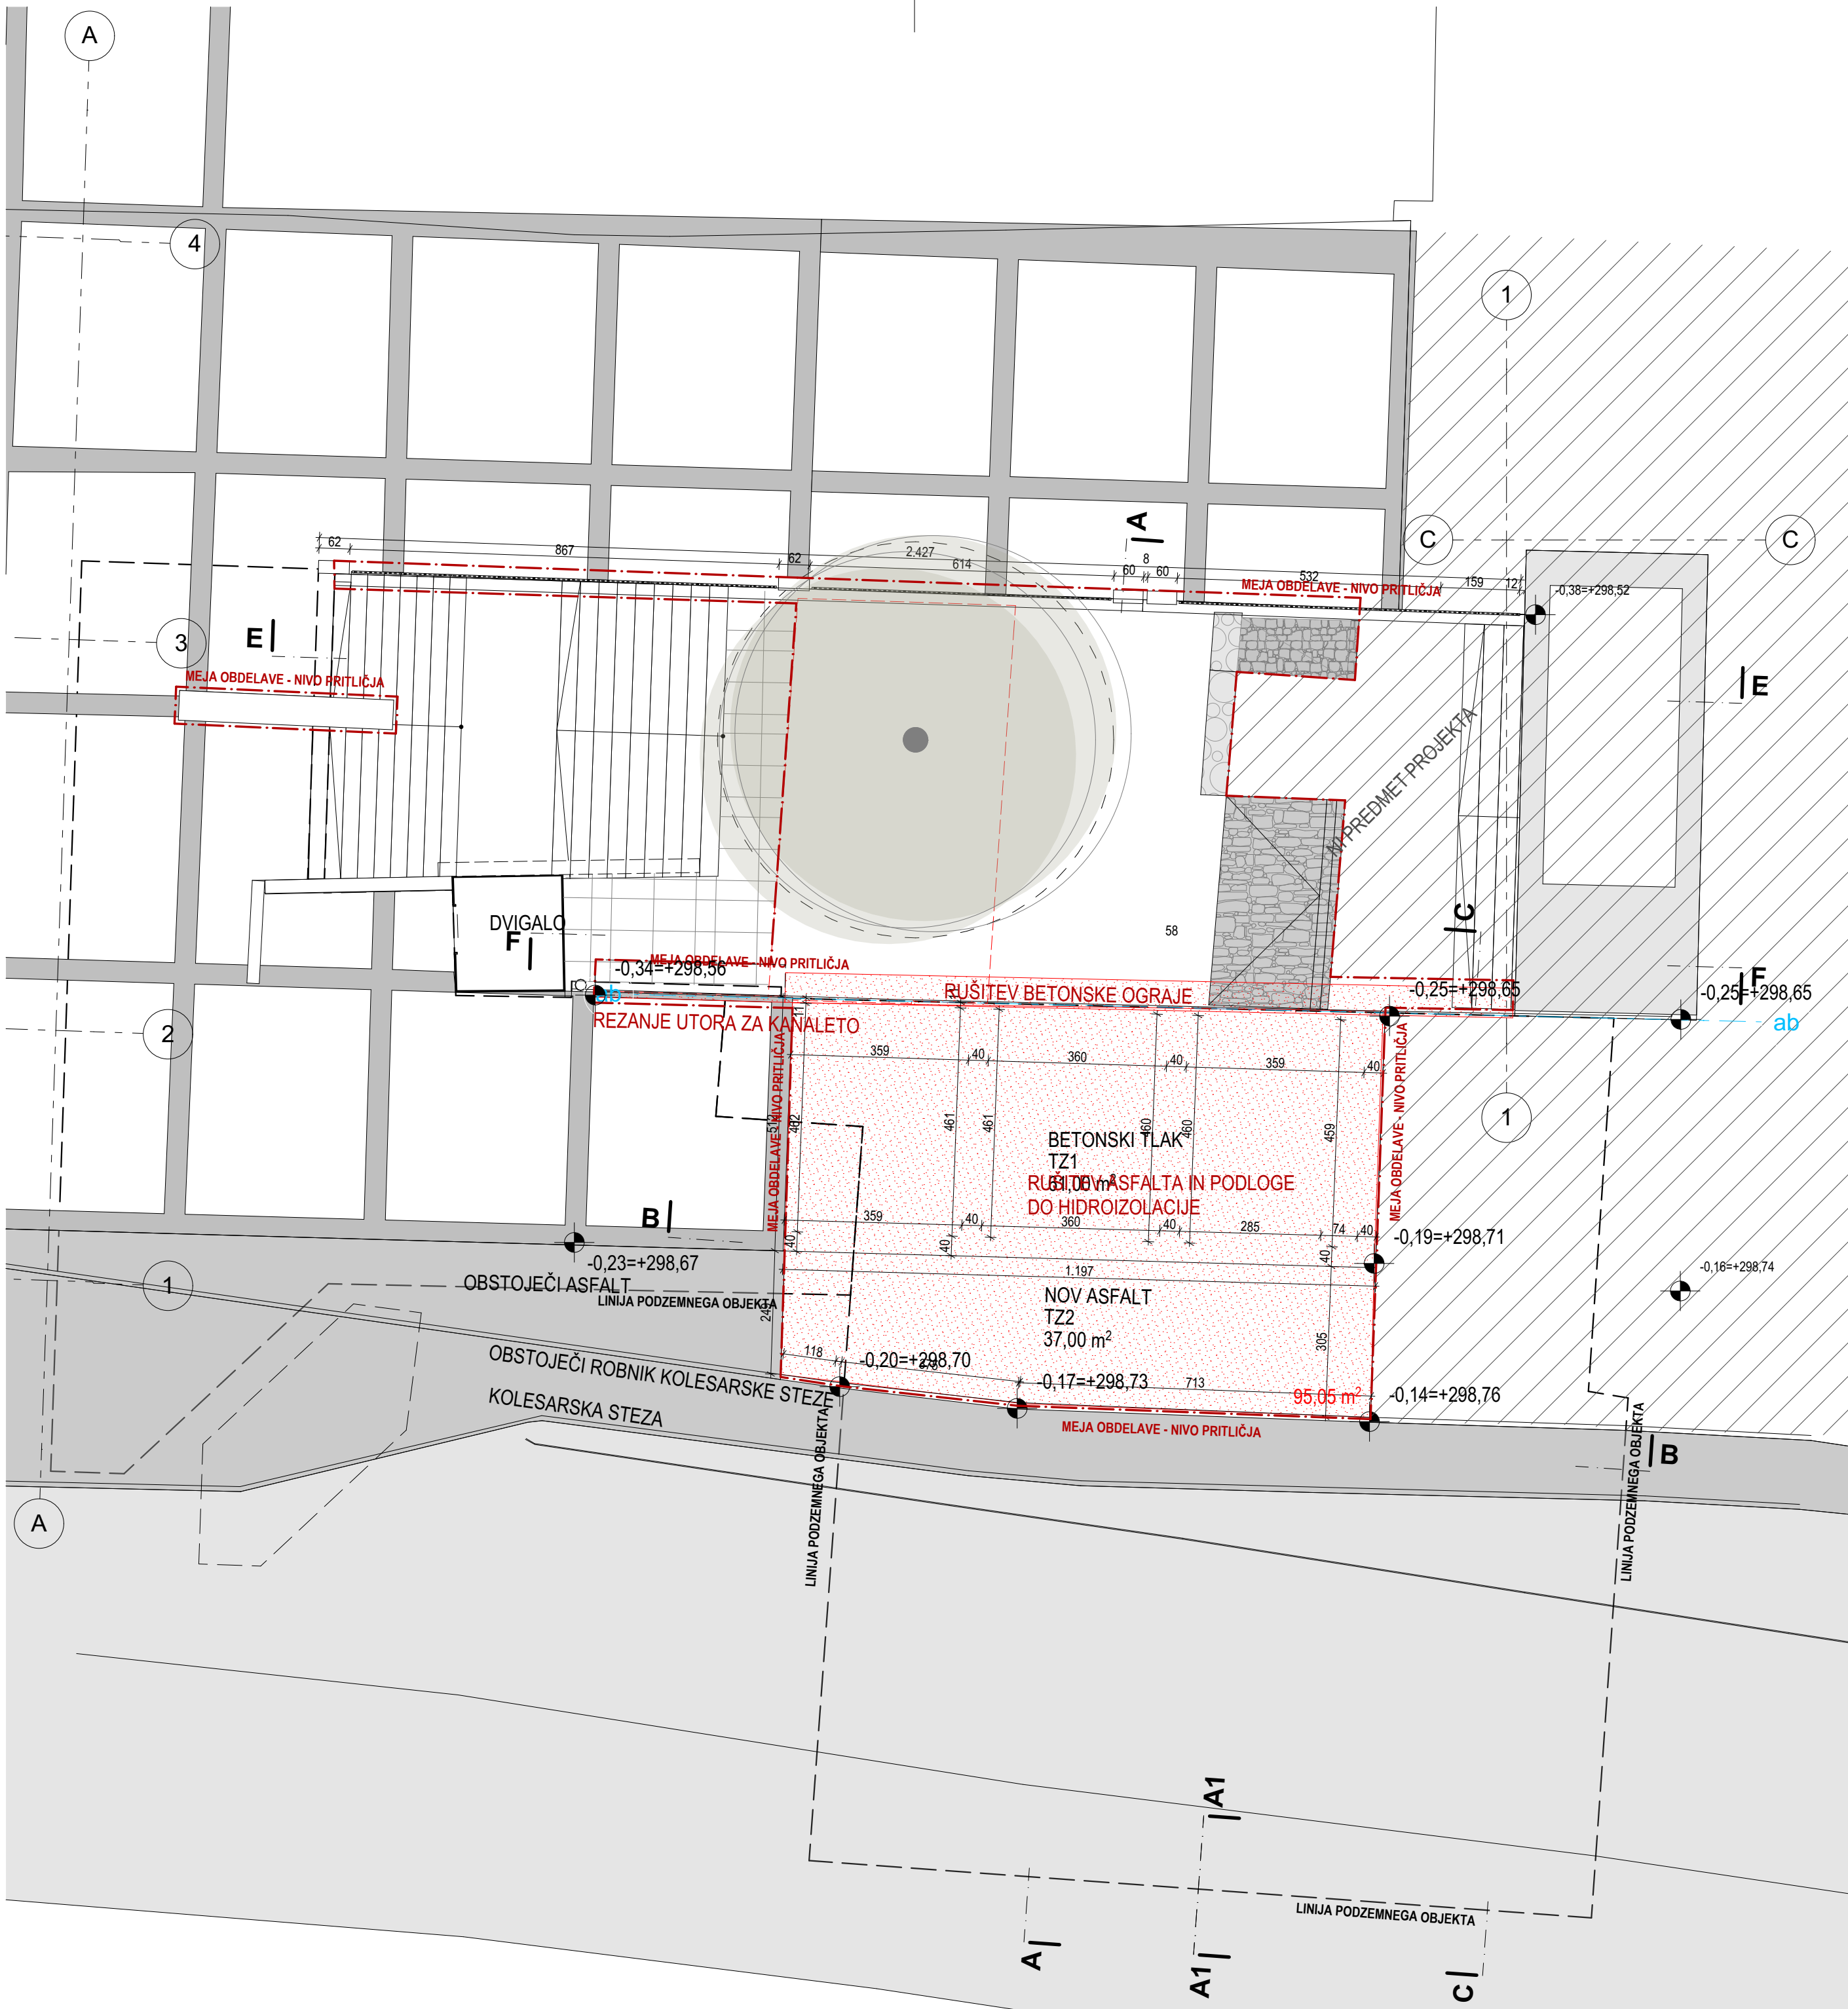 A
4
1
C
C
A
62
867
62
2.427
614
60
8
60
532
159
12
MEJA OBDELAVE - NIVO PRITLIČJA
-0,38=+298,52
3
E
MEJA OBDELAVE - NIVO PRITLIČJA
E
NI PREDMET PROJEKTA
C
DVIGALO
F
58
MEJA OBDELAVE - NIVO PRITLIČJA
-0,34=+298,56
F
ab
RUŠITEV BETONSKE OGRAJE
-0,25=+298,65
-0,25=+298,65
ab
REZANJE UTORA ZA KANALETO
2
359
40
360
40
359
40
MEJA OBDELAVE - NIVO PRITLIČJA
MEJA OBDELAVE - NIVO PRITLIČJA
512
462
461
461
460
460
459
1
BETONSKI TLAK
TZ1
61,00 m²
RUŠITEV ASFALTA IN PODLOGE
DO HIDROIZOLACIJE
B
359
40
360
40
285
74
40
40
40
40
-0,19=+298,71
-0,23=+298,67
1.197
-0,16=+298,74
1
OBSTOJEČI ASFALT
LINIJA PODZEMNEGA OBJEKTA
NOV ASFALT
TZ2
37,00 m²
305
118
-0,20=+298,70
OBSTOJEČI ROBNIK KOLESARSKE STEZE
-0,17=+298,73
713
95,05 m²
-0,14=+298,76
KOLESARSKA STEZA
MEJA OBDELAVE - NIVO PRITLIČJA
B
LINIJA PODZEMNEGA OBJEKTA
LINIJA PODZEMNEGA OBJEKTA
A
A1
LINIJA PODZEMNEGA OBJEKTA
A
A1
C